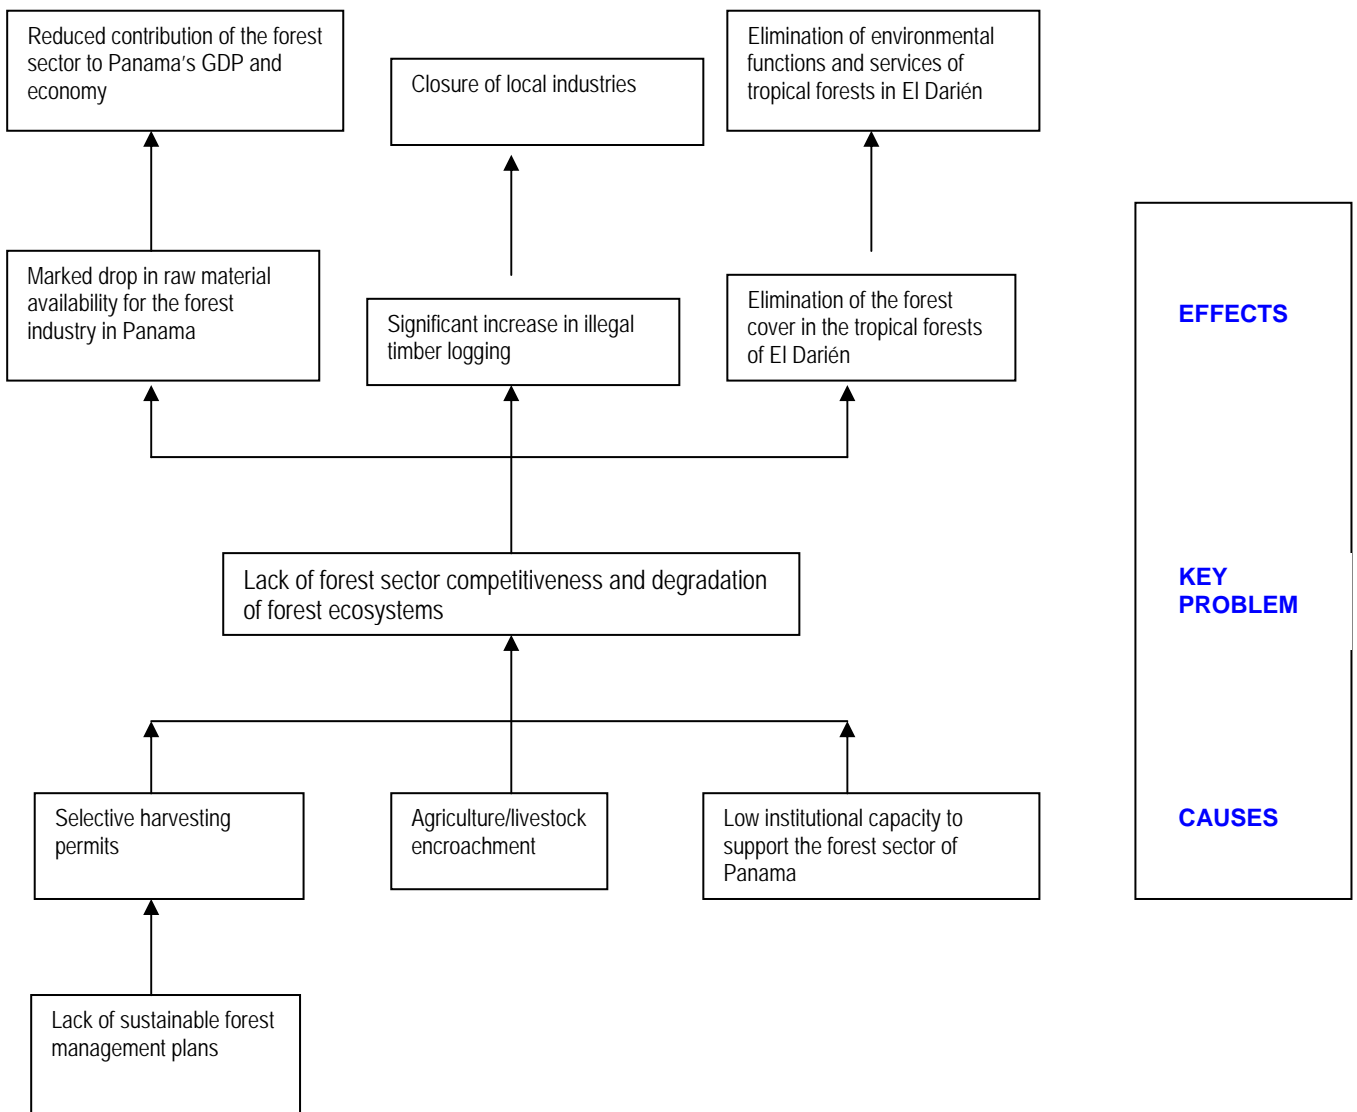 Reduced contribution of the forest
sector to Panama's GDP and
economy
Closure of local industries
Elimination of environmental
functions and services of
tropical forests in El Darién
Marked drop in raw material
availability for the forest
industry in Panama
Significant increase in illegal
timber logging
Elimination of the forest
cover in the tropical forests
of El Darién
EFFECTS
Lack of forest sector competitiveness and degradation
of forest ecosystems
KEY
PROBLEM
Selective harvesting
permits
Agriculture/livestock
encroachment
Low institutional capacity to
support the forest sector of
Panama
CAUSES
Lack of sustainable forest
management plans